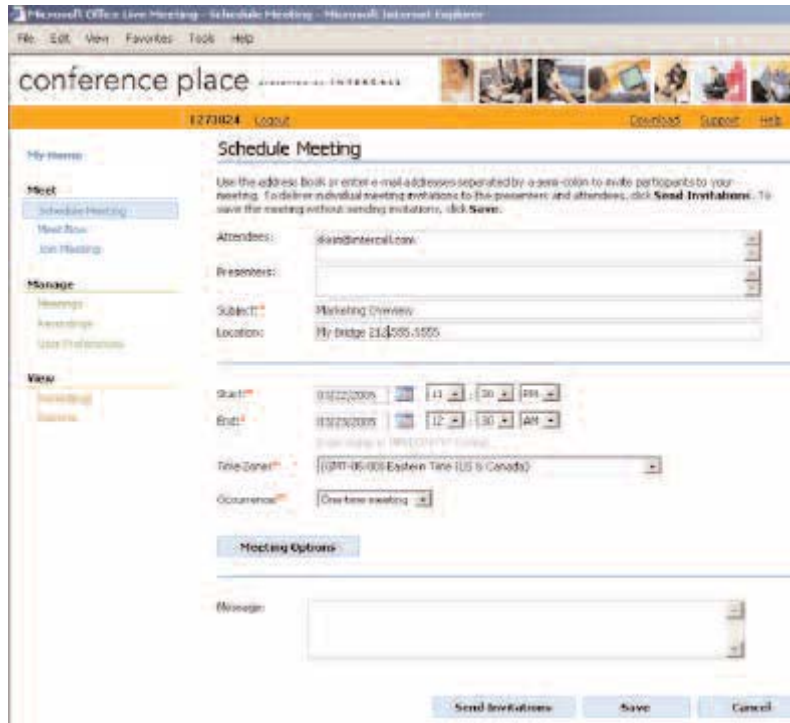 Microsoft Office Live Meeting - Schedule Meeting - Microsoft Internet Explorer
File Edit View Favorites Tools Help
conference place INTERCALL
Logout Download Support Help
My Home
Meet
Schedule Meeting
Meet Now
Join Meeting
Manage
Meetings
Recordings
User Preferences
View
Recordings
Schedule Meeting
Use the address book or enter e-mail addresses separated by a semi-colon to invite participants to your
meeting. To deliver individual meeting invitations to the presenters and attendees, click Send Invitations. To
save the meeting without sending invitations, click Save.
Attendees:
Presenters:
Subject:* Marketing Overview
Location: My Bridge 212.555.5555
Start:* 03/22/2005 11 : 30 PM
End:* 03/23/2005 12 : 30 AM
Time Zone:* (GMT-05:00) Eastern Time (US & Canada)
Occurrence:* One time meeting
Meeting Options
Message:
Send Invitations Save Cancel